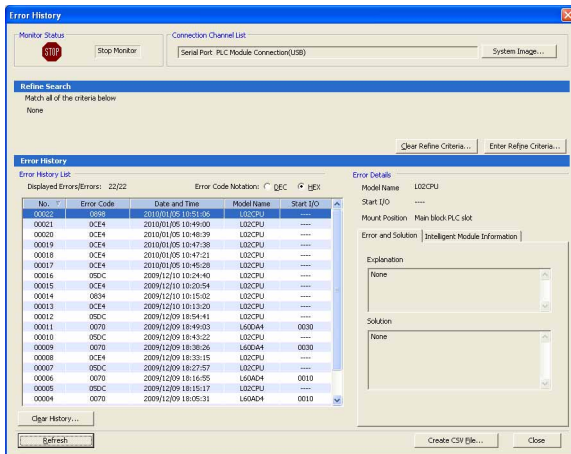 Error History
Monitor Status
STOP
Stop Monitor
Connection Channel List
Serial Port PLC Module Connection(USB)
System Image...
Refine Search
Match all of the criteria below
None
Clear Refine Criteria...
Enter Refine Criteria...
Error History
Error History List
Displayed Errors/Errors: 22/22
Error Code Notation: DEC HEX
No. Error Code Date and Time Model Name Start I/O
00022 0898 2010/01/05 10:51:06 L02CPU ----
00021 0CE4 2010/01/05 10:49:00 L02CPU ----
00020 0CE4 2010/01/05 10:48:39 L02CPU ----
00019 0CE4 2010/01/05 10:47:38 L02CPU ----
00018 0CE4 2010/01/05 10:47:21 L02CPU ----
00017 0CE4 2010/01/05 10:45:28 L02CPU ----
00016 05DC 2009/12/10 10:24:40 L02CPU ----
00015 0CE4 2009/12/10 10:20:54 L02CPU ----
00014 0834 2009/12/10 10:15:02 L02CPU ----
00013 0CE4 2009/12/10 10:13:20 L02CPU ----
00012 05DC 2009/12/09 18:54:41 L02CPU ----
00011 0070 2009/12/09 18:49:03 L60DA4 0030
00010 05DC 2009/12/09 18:43:22 L02CPU ----
00009 0070 2009/12/09 18:38:26 L60DA4 0030
00008 0CE4 2009/12/09 18:33:15 L02CPU ----
00007 05DC 2009/12/09 18:27:57 L02CPU ----
00006 0070 2009/12/09 18:16:55 L60AD4 0010
00005 05DC 2009/12/09 18:15:17 L02CPU ----
00004 0070 2009/12/09 18:05:31 L60AD4 0010
Error Details
Model Name L02CPU
Start I/O ----
Mount Position Main block PLC slot
Error and Solution Intelligent Module Information
Explanation
None
Solution
None
Clear History...
Refresh
Create CSV File...
Close